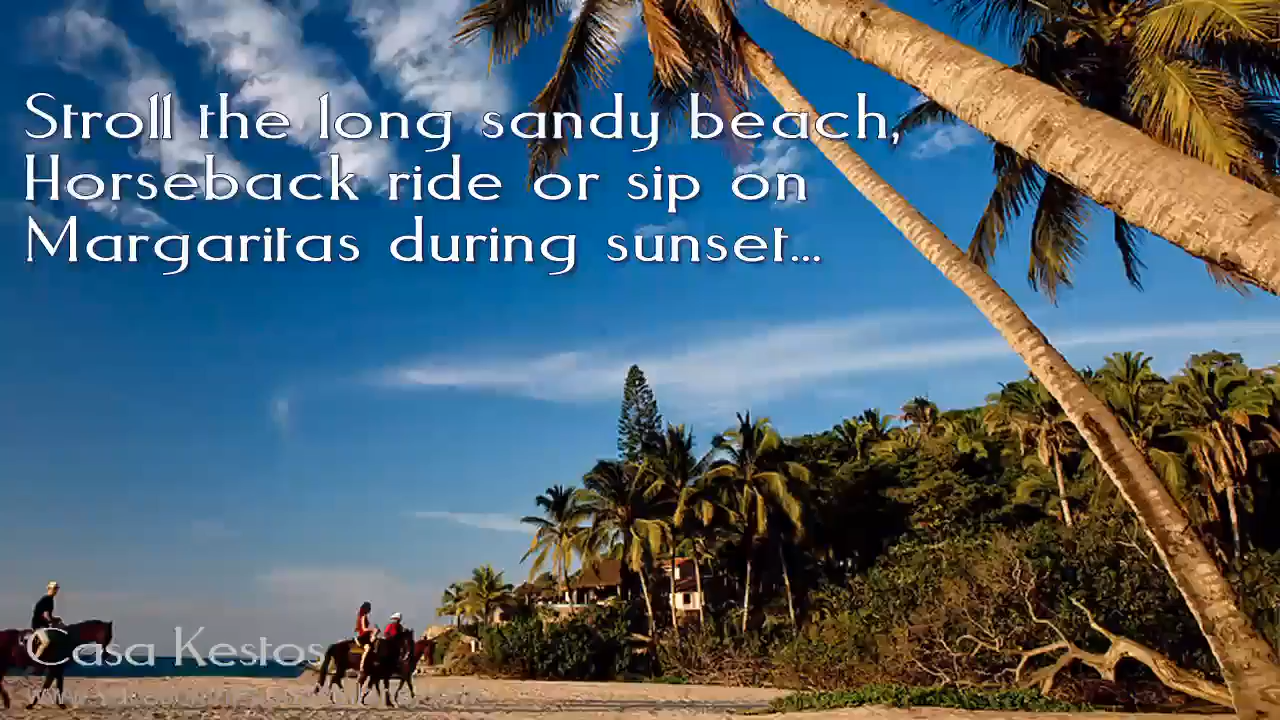 Stroll the long sandy beach,
Horseback ride or sip on
Margaritas during sunset...
Casa Kestos